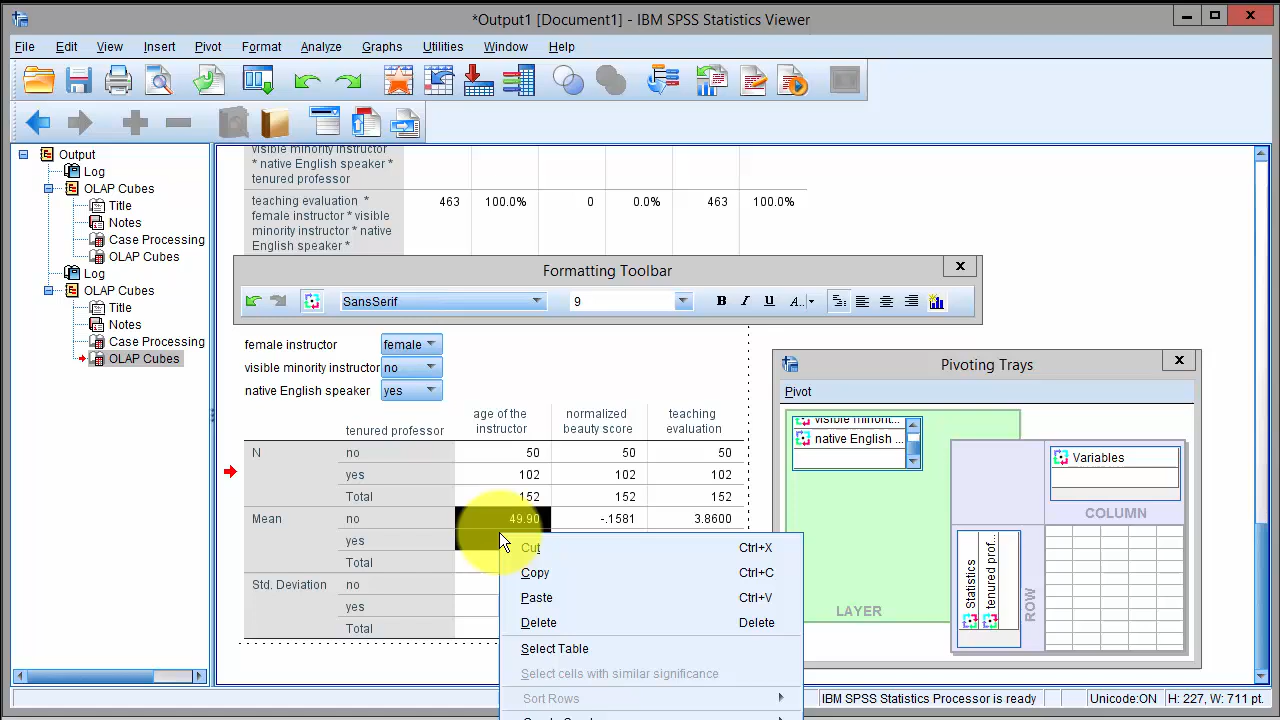 *Output1 [Document1] - IBM SPSS Statistics Viewer
File Edit View Insert Pivot Format Analyze Graphs Utilities Window Help
Output
Log
OLAP Cubes
Title
Notes
Case Processing
OLAP Cubes
Log
OLAP Cubes
Title
Notes
Case Processing
OLAP Cubes
visible minority instructor
* native English speaker *
tenured professor
teaching evaluation * 463 100.0% 0 0.0% 463 100.0%
female instructor * visible
minority instructor * native
English speaker *
Formatting Toolbar
SansSerif 9 B I U A..
female instructor female
visible minority instructor no
native English speaker yes
tenured professor age of the instructor normalized beauty score teaching evaluation
N no 50 50 50
yes 102 102 102
Total 152 152 152
Mean no 49.90 -.1581 3.8600
yes
Total
Std. Deviation no
yes
Total
Cut Ctrl+X
Copy Ctrl+C
Paste Ctrl+V
Delete Delete
Select Table
Select cells with similar significance
Sort Rows
Pivoting Trays
Pivot
visible minorit...
native English ...
LAYER
Variables
COLUMN
Statistics
tenured prof...
ROW
IBM SPSS Statistics Processor is ready Unicode:ON H: 227, W: 711 pt.